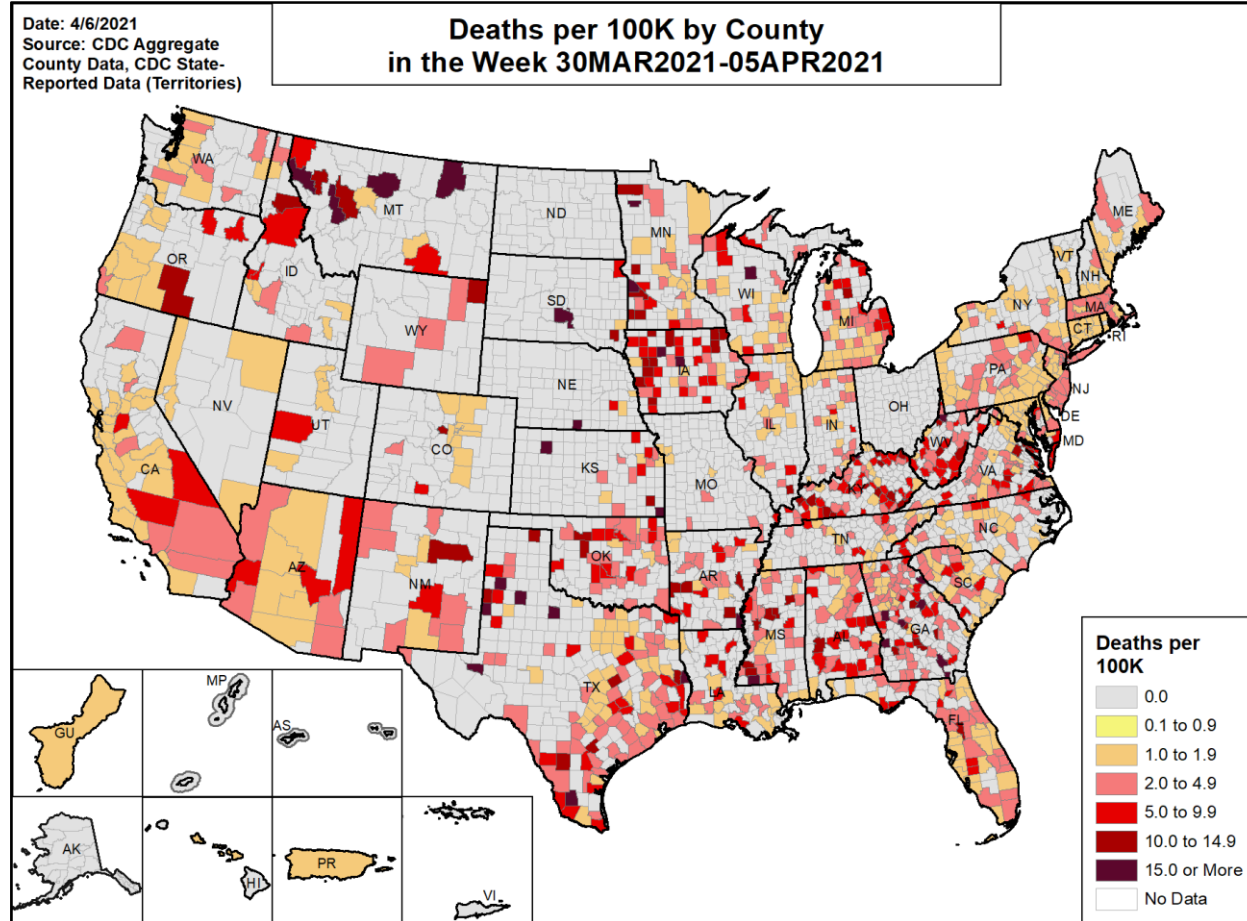 Date: 4/6/2021
Source: CDC Aggregate
County Data, CDC State-
Reported Data (Territories)
Deaths per 100K by County
in the Week 30MAR2021-05APR2021
WA
MT
ND
MN
ME
OR
ID
SD
WI
MI
VT
NH
NY
MA
CT
RI
WY
IA
NE
PA
NJ
NV
UT
CO
IL
IN
OH
DE
MD
WV
VA
CA
KS
MO
KY
AZ
NM
OK
AR
TN
NC
SC
MS
AL
GA
TX
LA
FL
GU
MP
AS
AK
HI
PR
VI
Deaths per
100K
0.0
0.1 to 0.9
1.0 to 1.9
2.0 to 4.9
5.0 to 9.9
10.0 to 14.9
15.0 or More
No Data